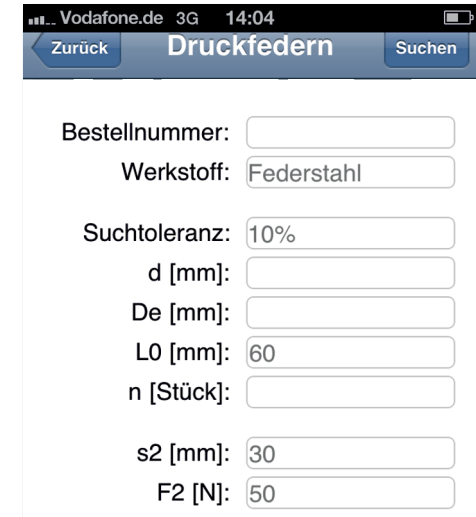 Vodafone.de 3G 14:04
Zurück Druckfedern Suchen
Bestellnummer:
Werkstoff: Federstahl
Suchtoleranz: 10%
d [mm]:
De [mm]:
L0 [mm]: 60
n [Stück]:
s2 [mm]: 30
F2 [N]: 50